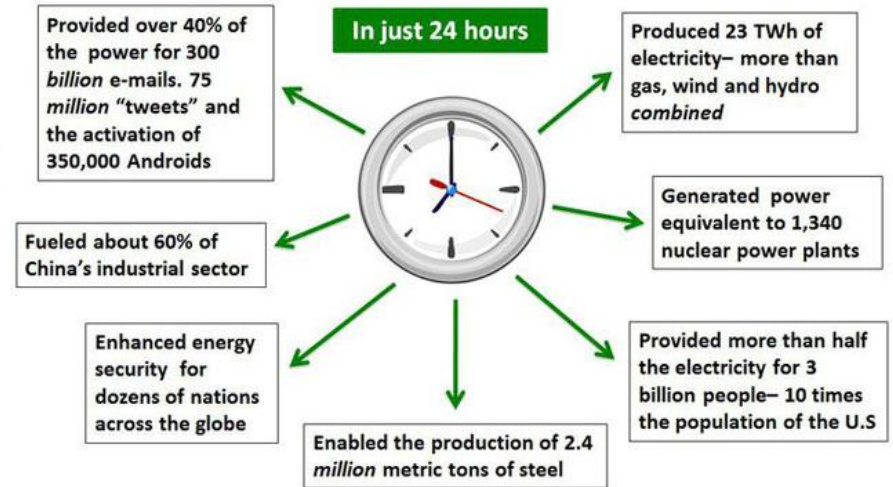 In just 24 hours
Provided over 40% of
the power for 300
billion e-mails. 75
million “tweets” and
the activation of
350,000 Androids
Produced 23 TWh of
electricity– more than
gas, wind and hydro
combined
Generated power
equivalent to 1,340
nuclear power plants
Fueled about 60% of
China’s industrial sector
Enhanced energy
security for
dozens of nations
across the globe
Provided more than half
the electricity for 3
billion people– 10 times
the population of the U.S
Enabled the production of 2.4
million metric tons of steel